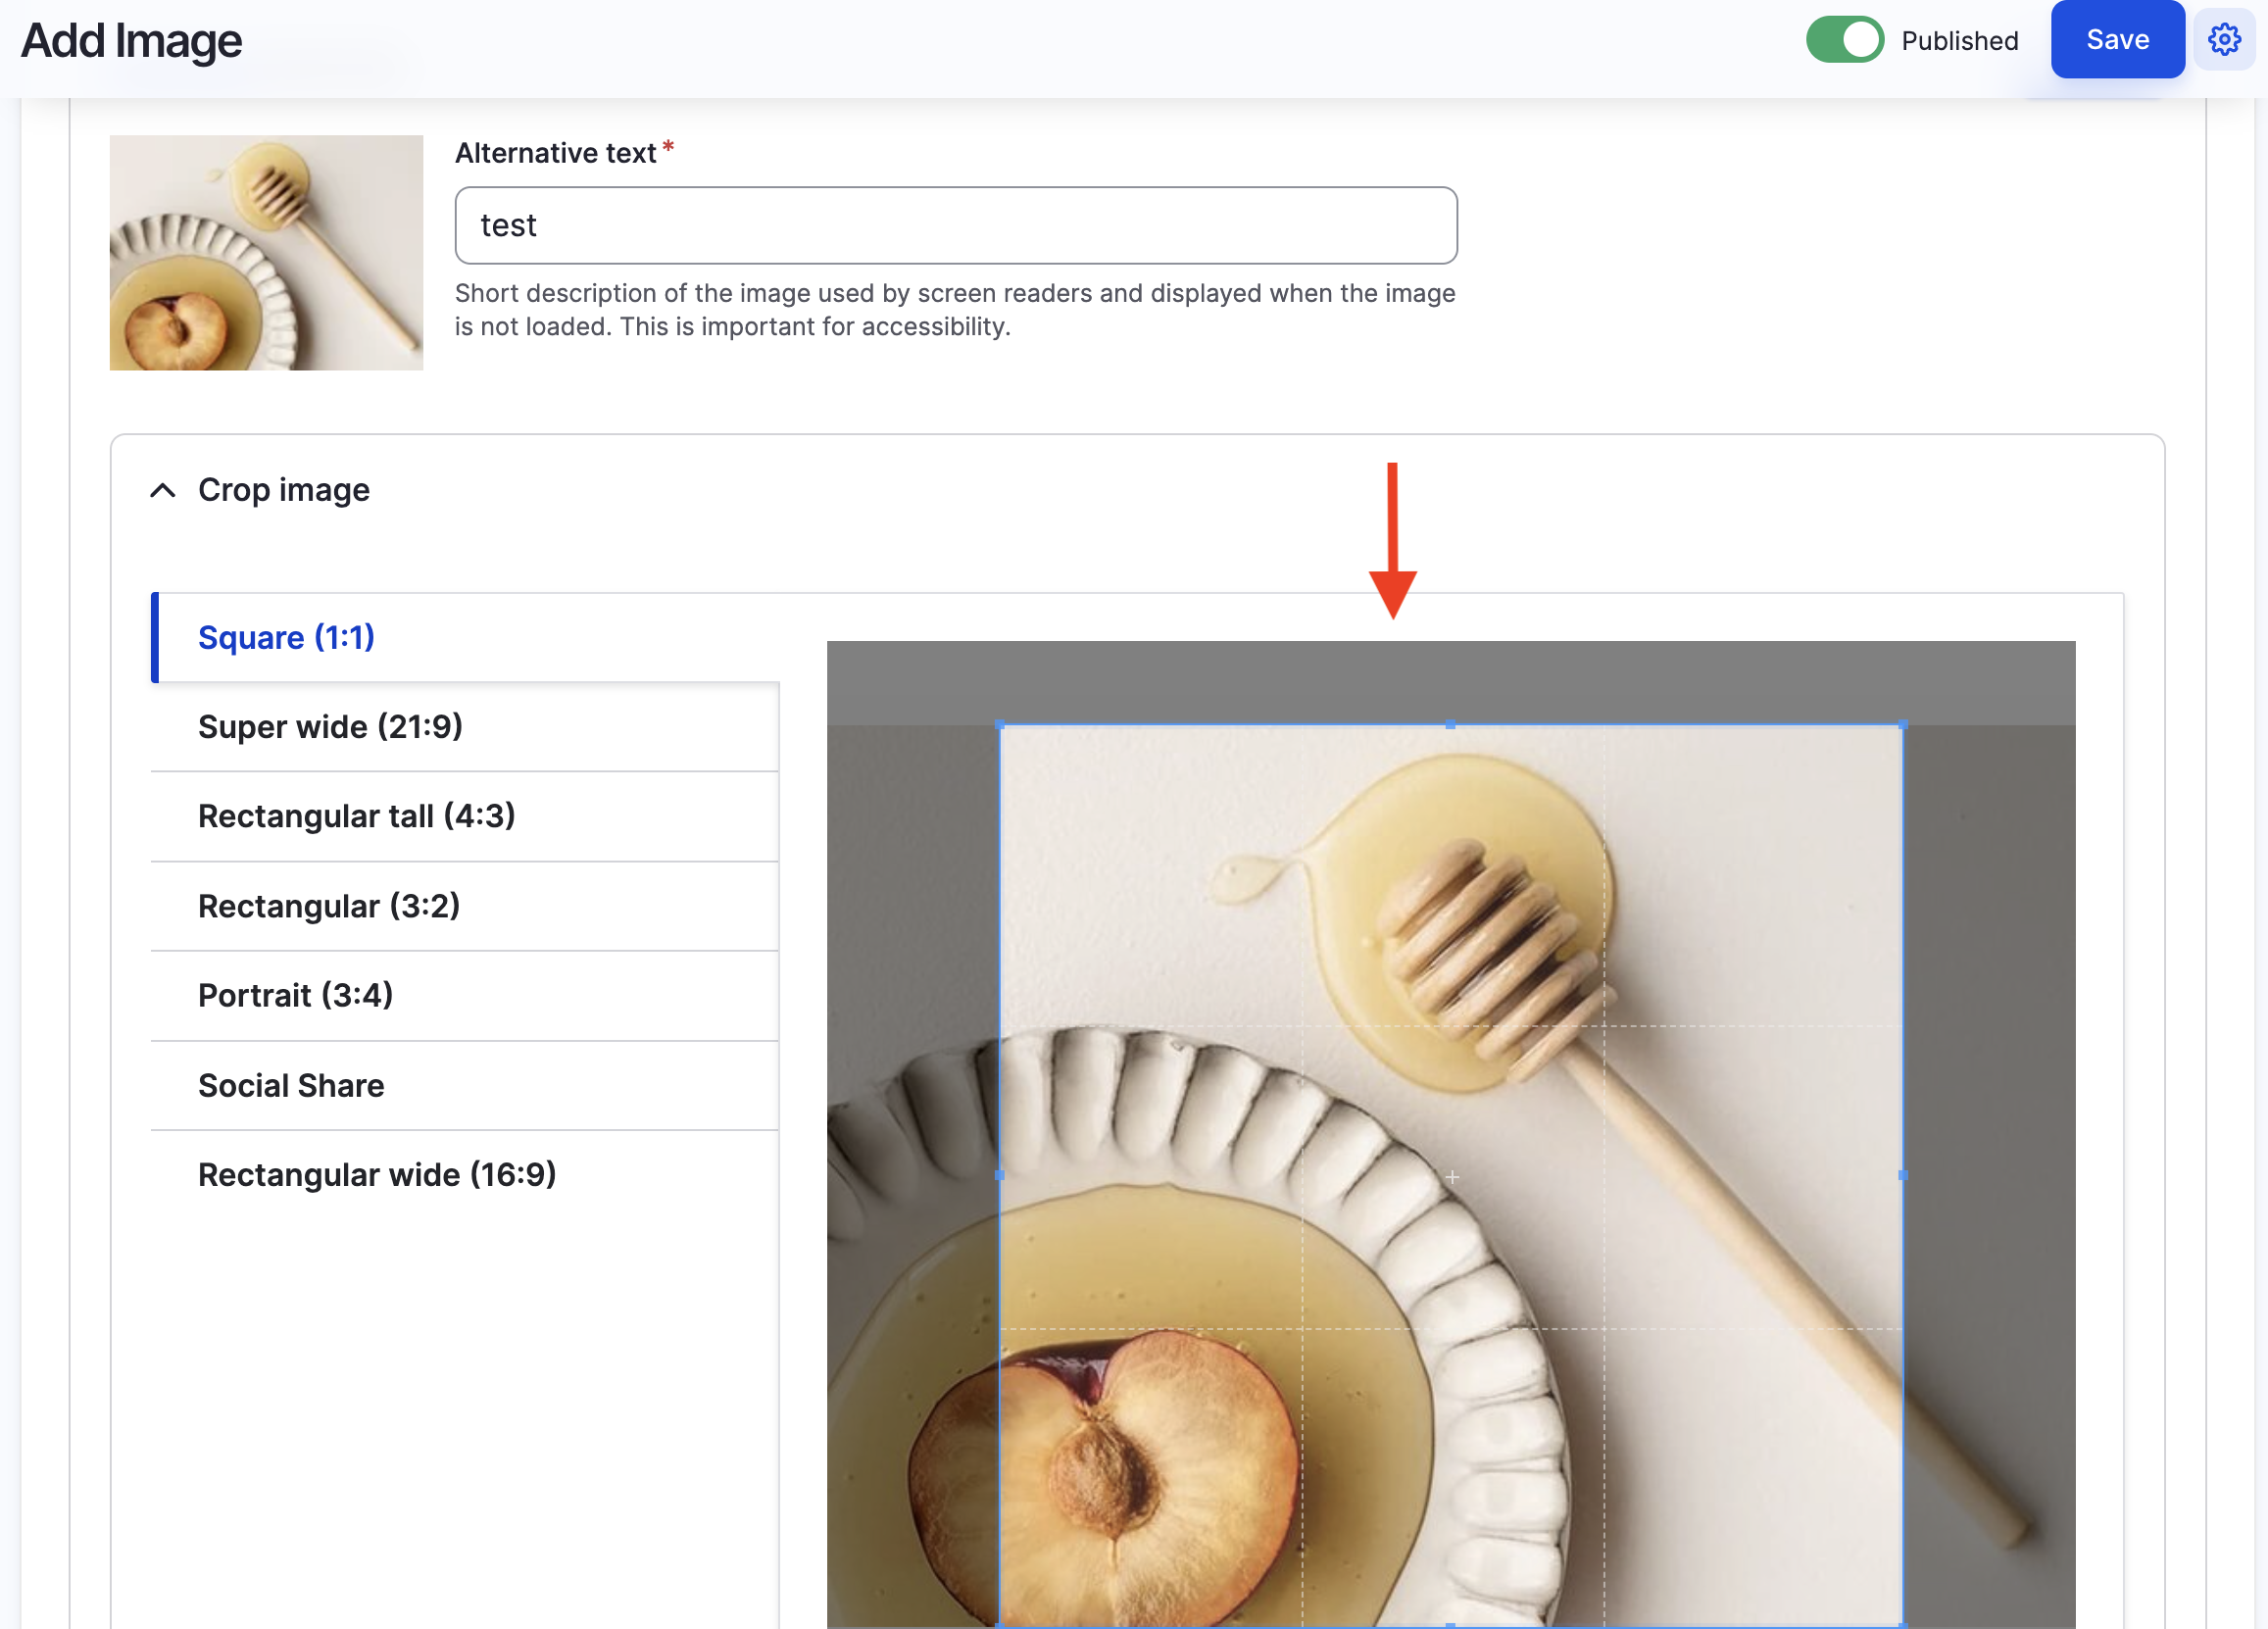 Add Image
Published
Save
Alternative text*
test
Short description of the image used by screen readers and displayed when the image
is not loaded. This is important for accessibility.
Crop image
Square (1:1)
Super wide (21:9)
Rectangular tall (4:3)
Rectangular (3:2)
Portrait (3:4)
Social Share
Rectangular wide (16:9)